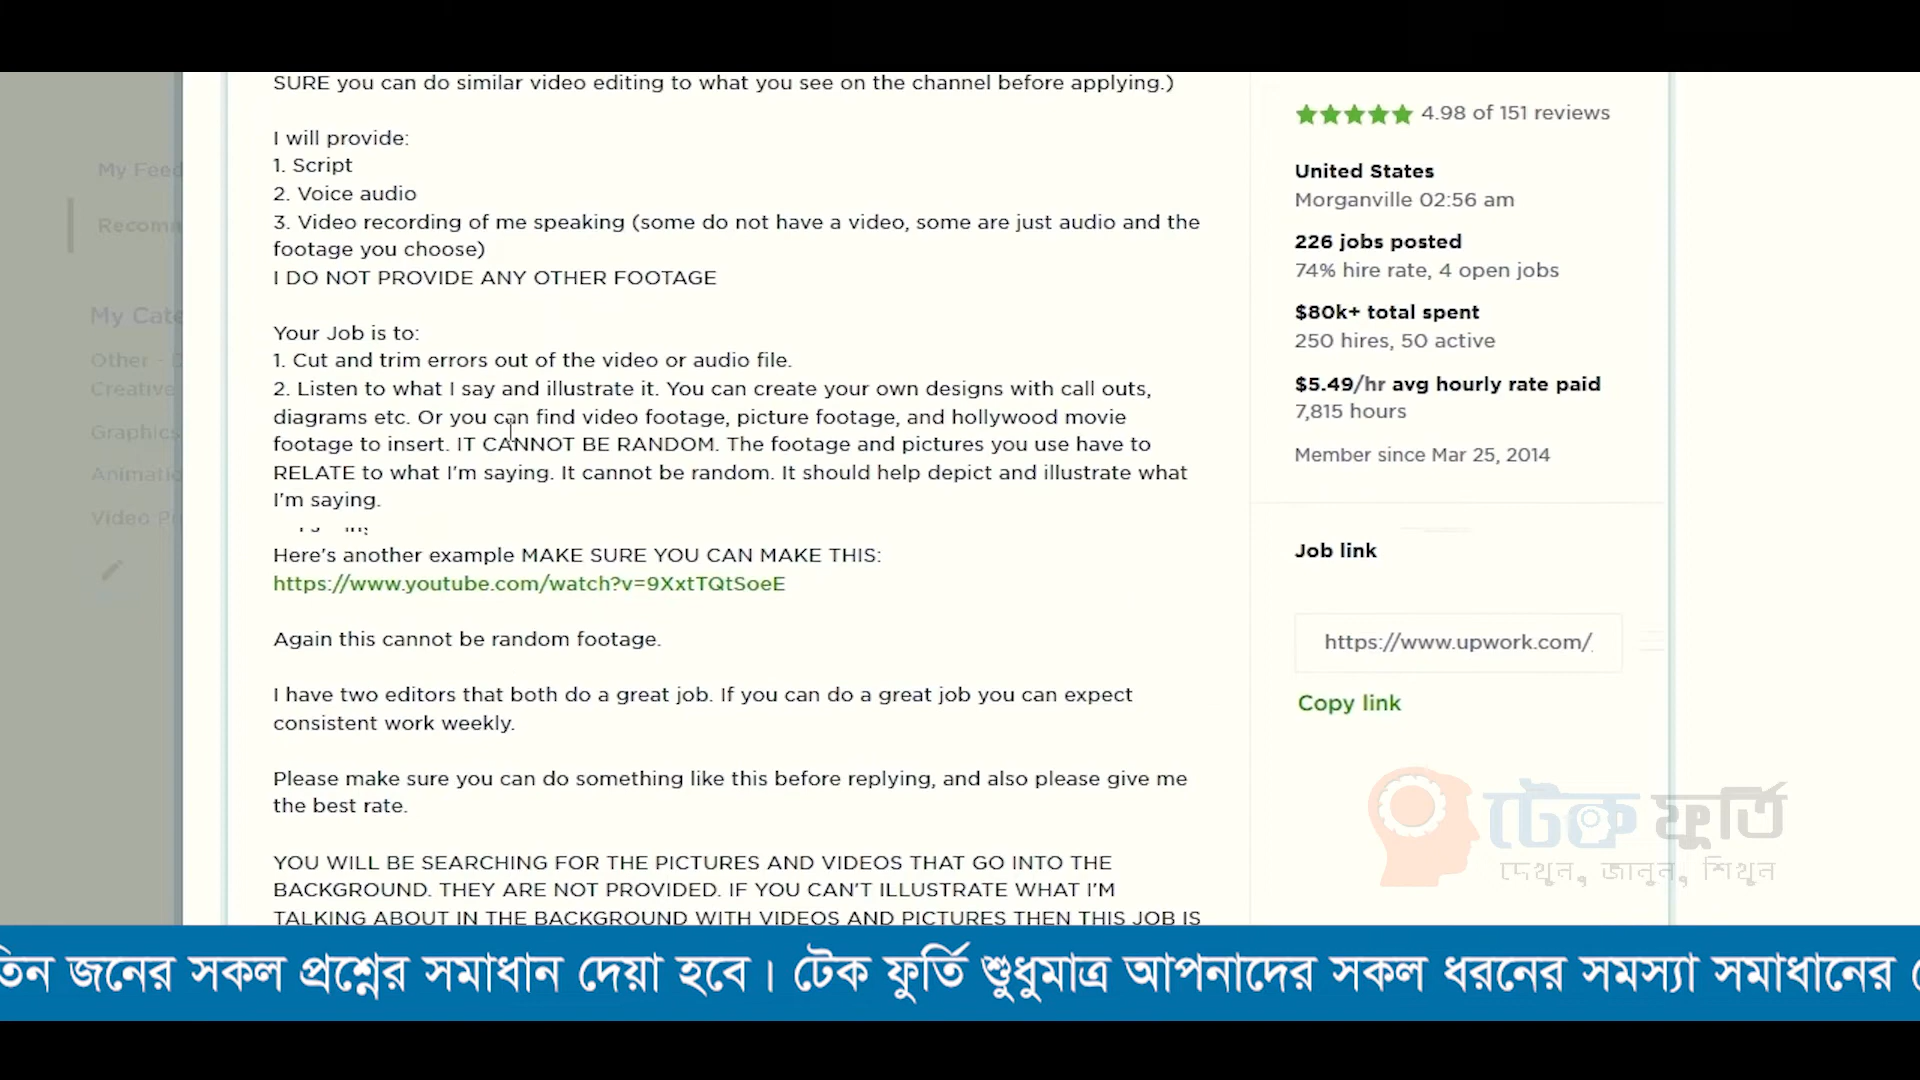 SURE you can do similar video editing to what you see on the channel before applying.)
I will provide:
1. Script
2. Voice audio
3. Video recording of me speaking (some do not have a video, some are just audio and the
footage you choose)
I DO NOT PROVIDE ANY OTHER FOOTAGE
Your Job is to:
1. Cut and trim errors out of the video or audio file.
2. Listen to what I say and illustrate it. You can create your own designs with call outs,
diagrams etc. Or you can find video footage, picture footage, and hollywood movie
footage to insert. IT CANNOT BE RANDOM. The footage and pictures you use have to
RELATE to what I'm saying. It cannot be random. It should help depict and illustrate what
I'm saying.
Here's another example MAKE SURE YOU CAN MAKE THIS:
https://www.youtube.com/watch?v=9XxtTQtSoeE
Again this cannot be random footage.
I have two editors that both do a great job. If you can do a great job you can expect
consistent work weekly.
Please make sure you can do something like this before replying, and also please give me
the best rate.
YOU WILL BE SEARCHING FOR THE PICTURES AND VIDEOS THAT GO INTO THE
BACKGROUND. THEY ARE NOT PROVIDED. IF YOU CAN'T ILLUSTRATE WHAT I'M
TALKING ABOUT IN THE BACKGROUND WITH VIDEOS AND PICTURES THEN THIS JOB IS
4.98 of 151 reviews
United States
Morganville 02:56 am
226 jobs posted
74% hire rate, 4 open jobs
$80k+ total spent
250 hires, 50 active
$5.49/hr avg hourly rate paid
7,815 hours
Member since Mar 25, 2014
Job link
https://www.upwork.com/
Copy link
My Feed
Recom
My Cate
Other -
Creative
Graphics
Animatio
Video Pr
টেক ফুর্তি
দেখুন, জানুন, শিখুন
তিন জনের সকল প্রশ্নের সমাধান দেয়া হবে। টেক ফুর্তি শুধুমাত্র আপনাদের সকল ধরনের সমস্যা সমাধানের